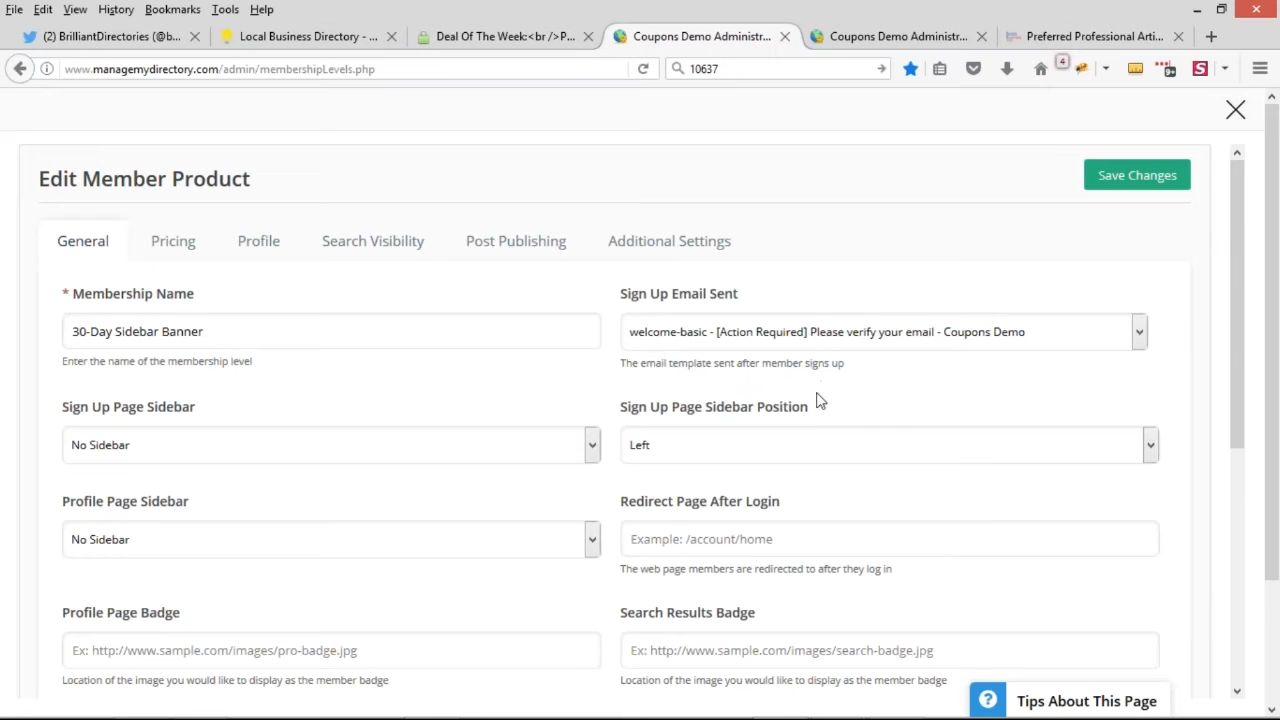 File Edit View History Bookmarks Tools Help
(2) BrilliantDirectories (@b...
Local Business Directory - ...
Deal Of The Week:<br />P...
Coupons Demo Administr...
Coupons Demo Administr...
Preferred Professional Arti...
www.managemydirectory.com/admin/membershipLevels.php
10637
4
9+
S
Edit Member Product
Save Changes
General Pricing Profile Search Visibility Post Publishing Additional Settings
* Membership Name
Sign Up Email Sent
30-Day Sidebar Banner
welcome-basic - [Action Required] Please verify your email - Coupons Demo
Enter the name of the membership level
The email template sent after member signs up
Sign Up Page Sidebar
Sign Up Page Sidebar Position
No Sidebar
Left
Profile Page Sidebar
Redirect Page After Login
No Sidebar
Example: /account/home
The web page members are redirected to after they log in
Profile Page Badge
Search Results Badge
Ex: http://www.sample.com/images/pro-badge.jpg
Ex: http://www.sample.com/images/search-badge.jpg
Location of the image you would like to display as the member badge
Location of the image you would like to display as the member badge
? Tips About This Page